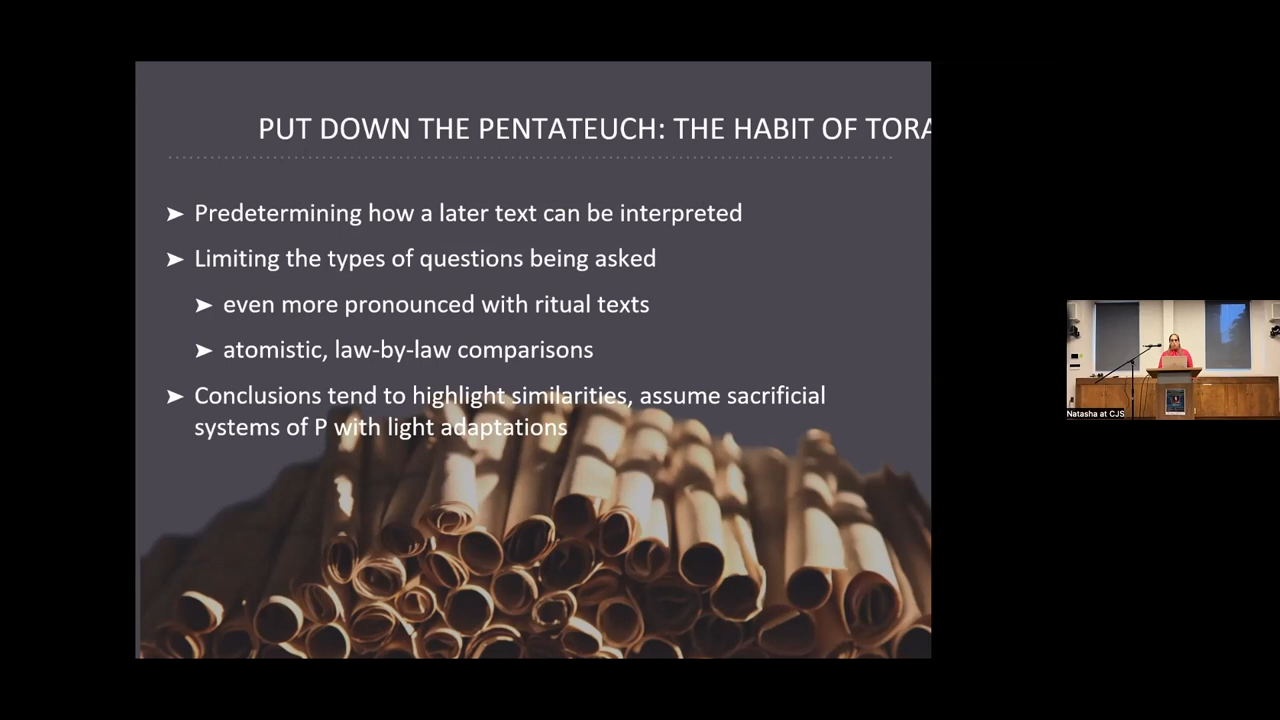 PUT DOWN THE PENTATEUCH: THE HABIT OF TORA
➤ Predetermining how a later text can be interpreted
➤ Limiting the types of questions being asked
➤ even more pronounced with ritual texts
➤ atomistic, law-by-law comparisons
➤ Conclusions tend to highlight similarities, assume sacrificial
systems of P with light adaptations
Natasha at CJS